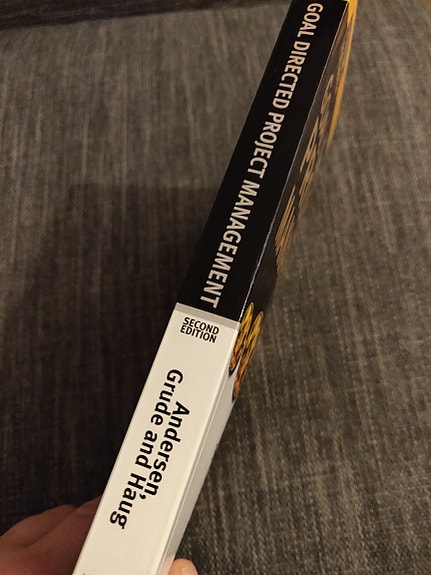 GOAL DIRECTED PROJECT MANAGEMENT
SECOND
EDITION
Andersen,
Grude and Haug